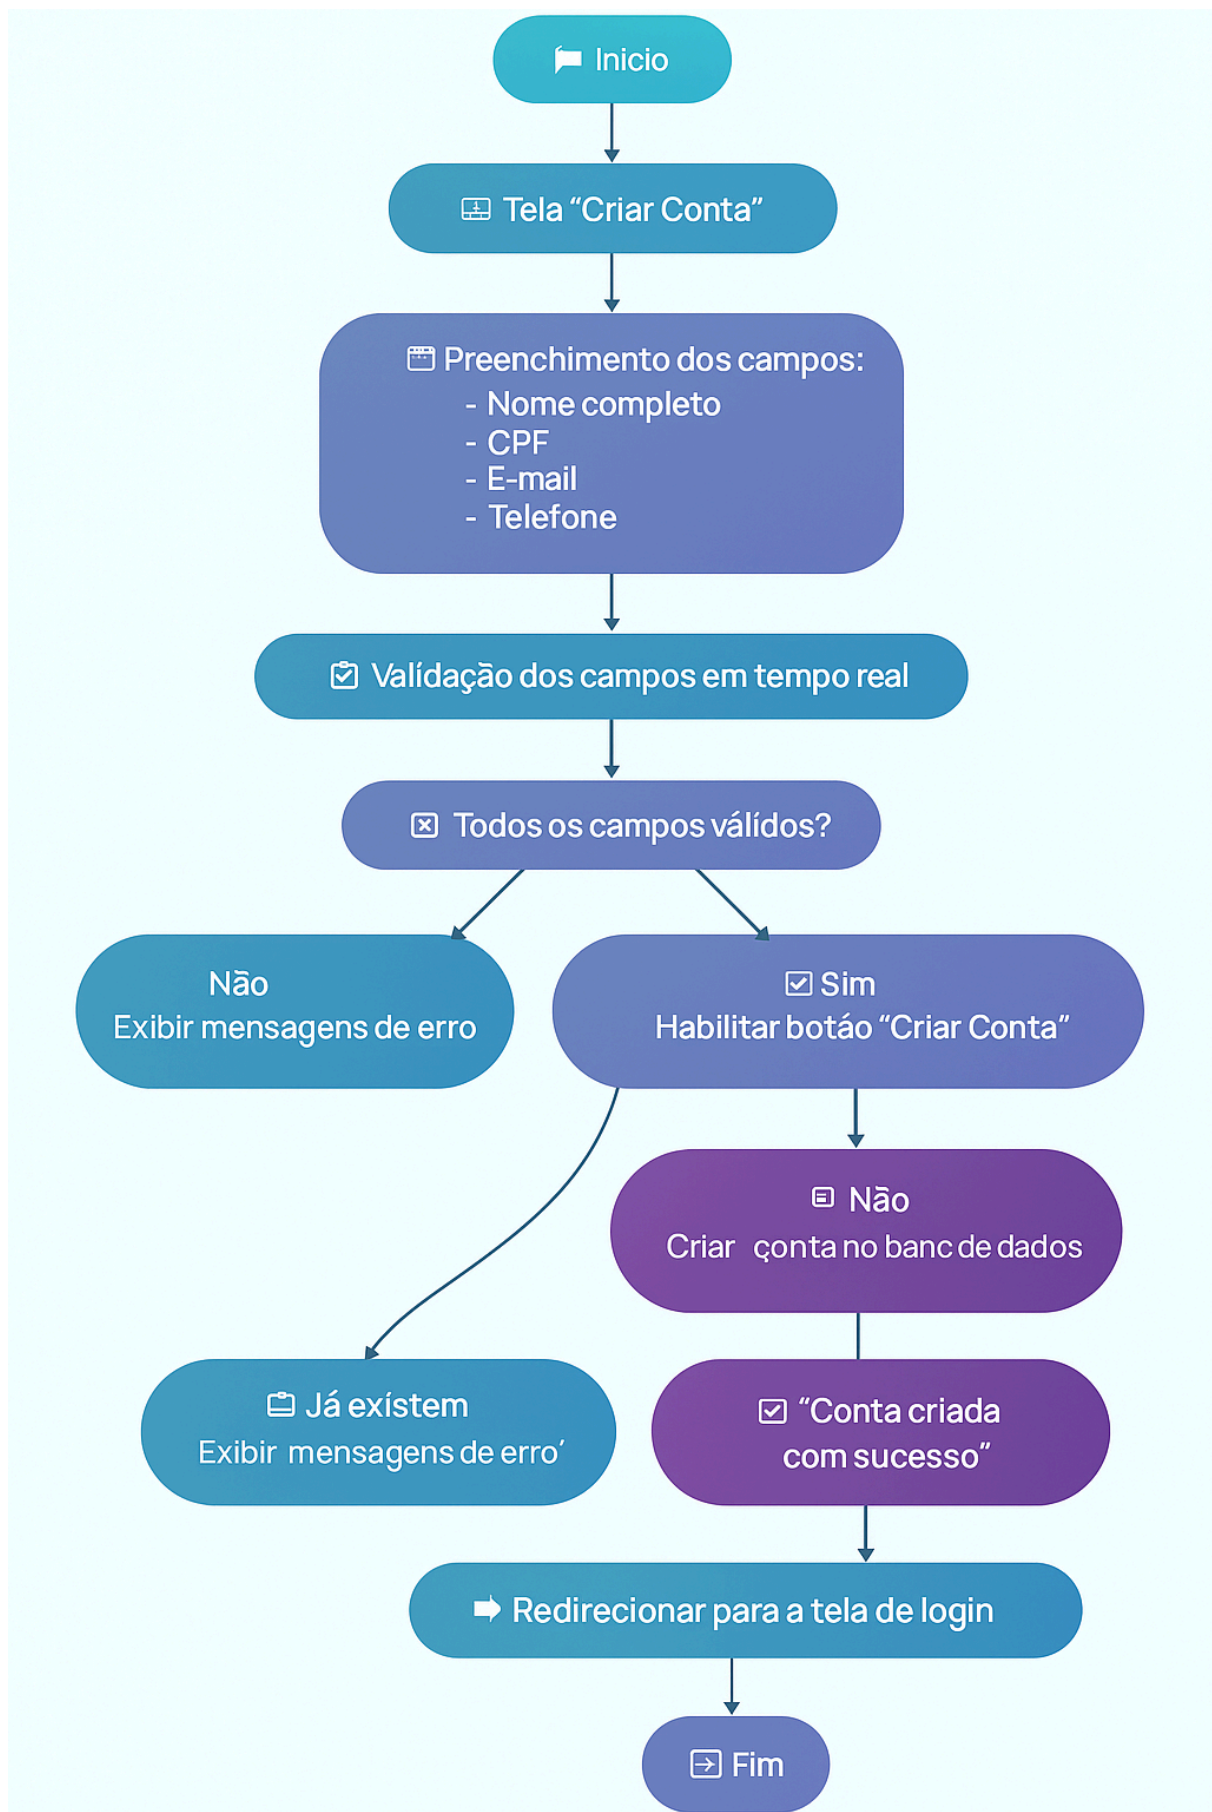 Inicio
Tela “Criar Conta”
Preenchimento dos campos:
- Nome completo
- CPF
- E-mail
- Telefone
Valídação dos campos em tempo real
Todos os campos válídos?
Não
Exibir mensagens de erro
Sim
Habilitar botáo “Criar Conta”
Não
Criar çonta no banc de dados
Já exístem
Exibir mensagens de erro’
“Conta criada
com sucesso”
Redirecionar para a tela de login
Fim